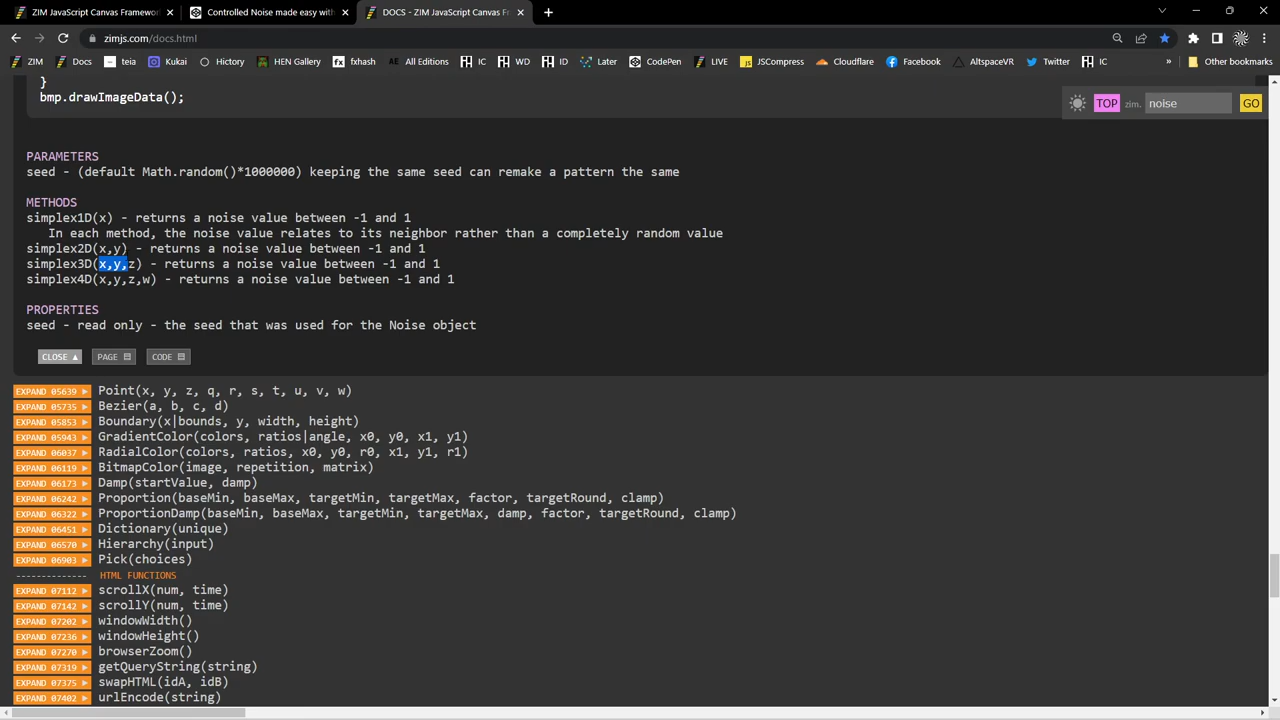 ZIM JavaScript Canvas Framewor
Controlled Noise made easy with
DOCS - ZIM JavaScript Canvas Fr
zimjs.com/docs.html
ZIM
Docs
teia
Kukai
Hictory
HEN Gallery
fx fxhash
AE All Editions
IC
WD
ID
Later
CodePen
LIVE
JS JSCompress
Cloudflare
Facebook
AltspaceVR
Twitter
IC
»
Other bookmarks
}
bmp.drawImageData();
TOP zim. noise GO
PARAMETERS
seed - (default Math.random()*1000000) keeping the same seed can remake a pattern the same
METHODS
simplex1D(x) - returns a noise value between -1 and 1
In each method, the noise value relates to its neighbor rather than a completely random value
simplex2D(x,y) - returns a noise value between -1 and 1
simplex3D(x,y,z) - returns a noise value between -1 and 1
simplex4D(x,y,z,w) - returns a noise value between -1 and 1
PROPERTIES
seed - read only - the seed that was used for the Noise object
CLOSE ▲ PAGE CODE
EXPAND 05639 ► Point(x, y, z, q, r, s, t, u, v, w)
EXPAND 05735 ► Bezier(a, b, c, d)
EXPAND 05853 ► Boundary(x|bounds, y, width, height)
EXPAND 05943 ► GradientColor(colors, ratios|angle, x0, y0, x1, y1)
EXPAND 06037 ► RadialColor(colors, ratios, x0, y0, r0, x1, y1, r1)
EXPAND 06119 ► BitmapColor(image, repetition, matrix)
EXPAND 06173 ► Damp(startValue, damp)
EXPAND 06242 ► Proportion(baseMin, baseMax, targetMin, targetMax, factor, targetRound, clamp)
EXPAND 06322 ► ProportionDamp(baseMin, baseMax, targetMin, targetMax, damp, factor, targetRound, clamp)
EXPAND 06451 ► Dictionary(unique)
EXPAND 06570 ► Hierarchy(input)
EXPAND 06903 ► Pick(choices)
-------------- HTML FUNCTIONS
EXPAND 07112 ► scrollX(num, time)
EXPAND 07142 ► scrollY(num, time)
EXPAND 07202 ► windowWidth()
EXPAND 07236 ► windowHeight()
EXPAND 07270 ► browserZoom()
EXPAND 07319 ► getQueryString(string)
EXPAND 07375 ► swapHTML(idA, idB)
EXPAND 07402 ► urlEncode(string)